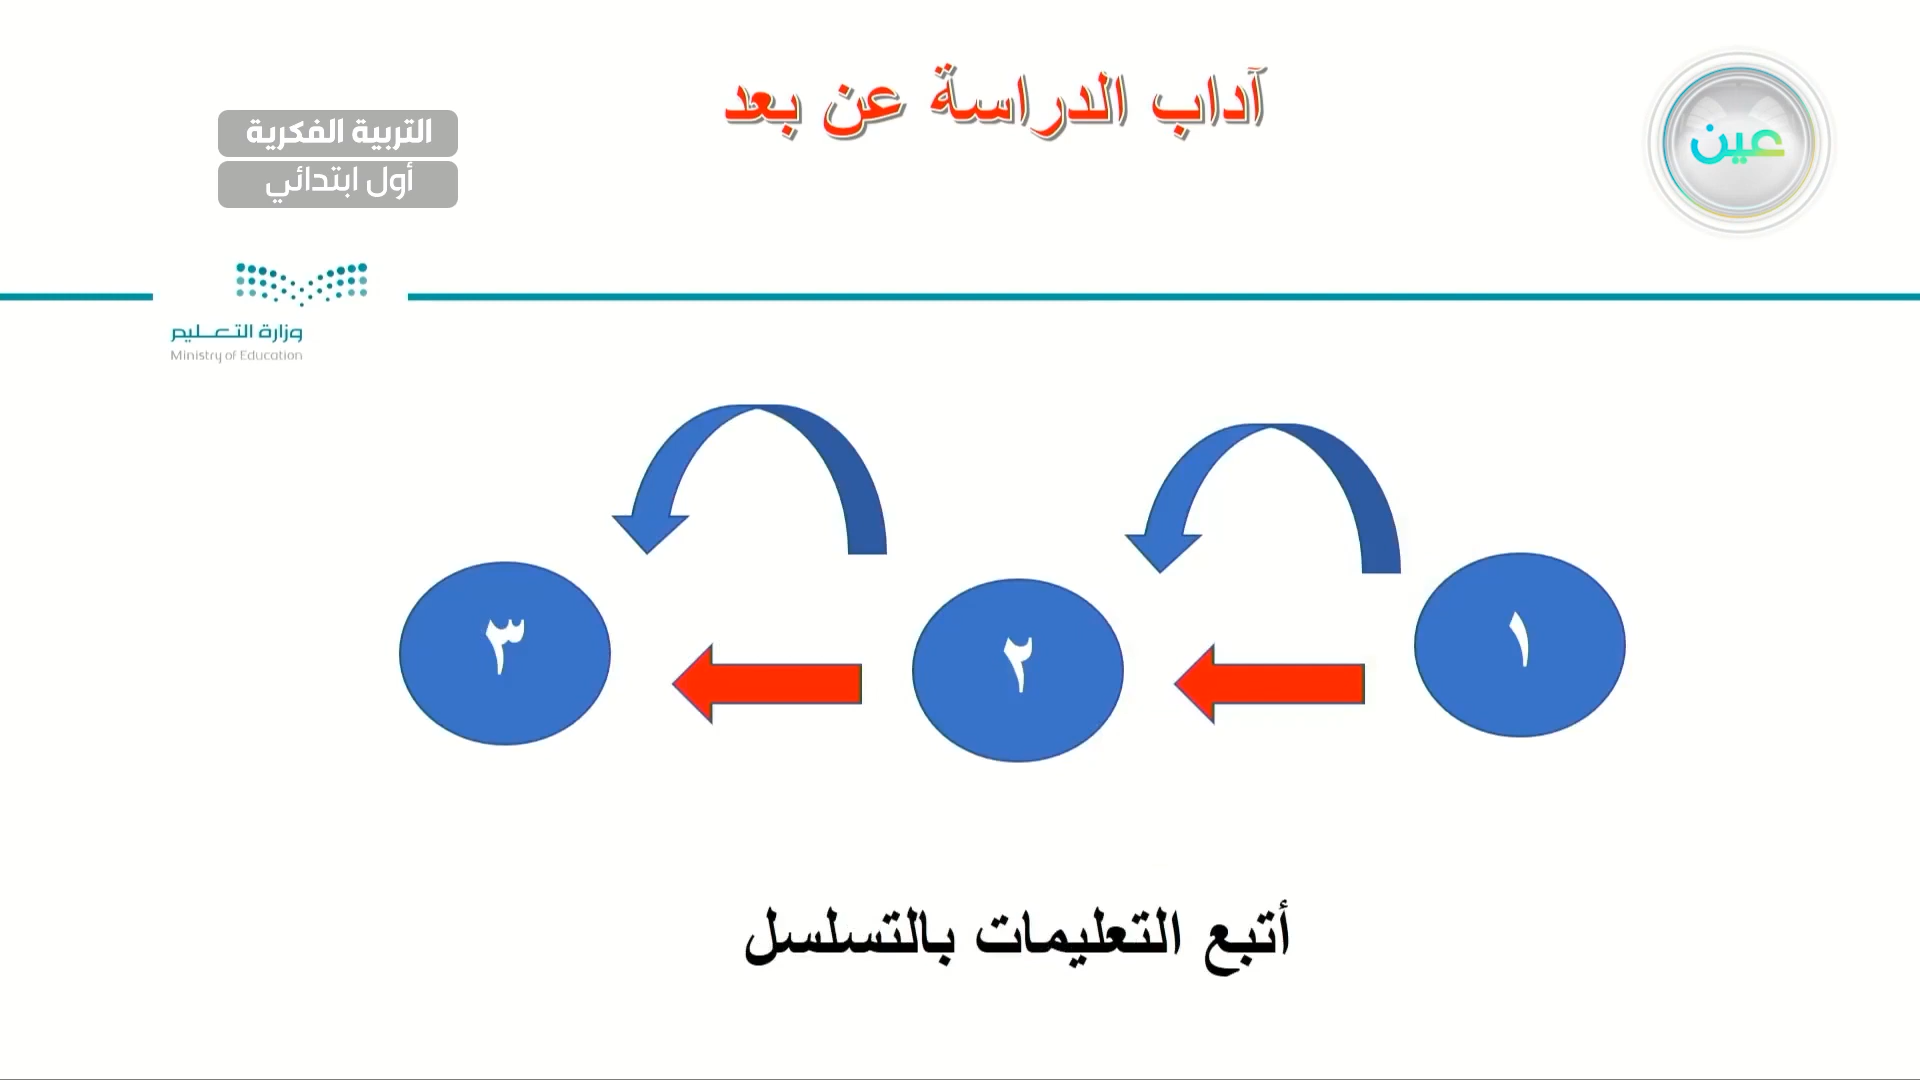 آداب الدراسة عن بعد
عين
التربية الفكرية
أول ابتدائي
وزارة التعليم
Ministry of Education
١
٢
٣
أتبع التعليمات بالتسلسل